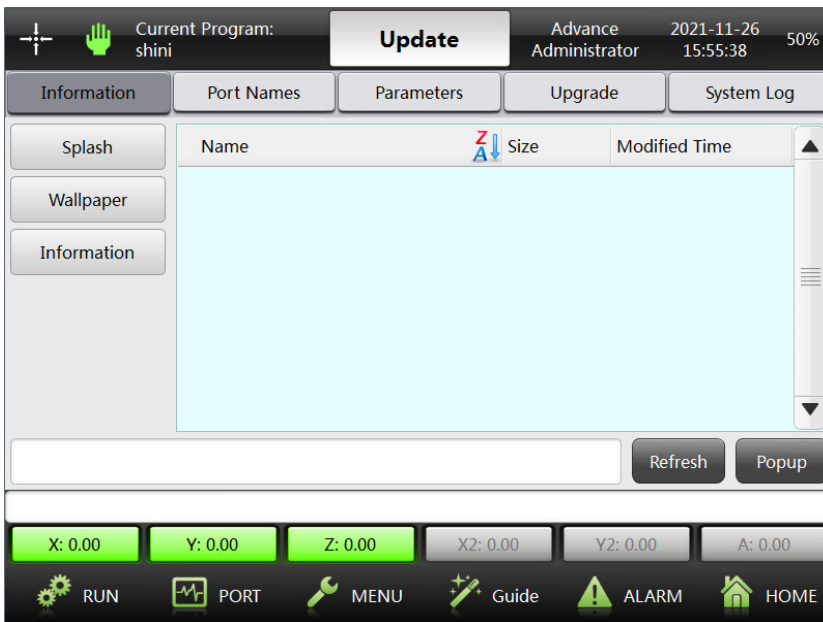 Current Program:
shini
Update
Advance
Administrator
2021-11-26
15:55:38
50%
Information
Port Names
Parameters
Upgrade
System Log
Splash
Wallpaper
Information
Name
Z
A
Size
Modified Time
Refresh
Popup
X: 0.00
Y: 0.00
Z: 0.00
X2: 0.00
Y2: 0.00
A: 0.00
RUN
PORT
MENU
Guide
ALARM
HOME